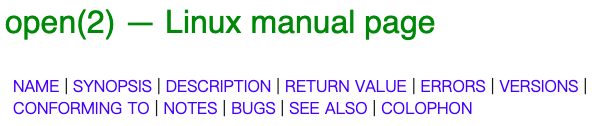 open(2) — Linux manual page
NAME | SYNOPSIS | DESCRIPTION | RETURN VALUE | ERRORS | VERSIONS |
CONFORMING TO | NOTES | BUGS | SEE ALSO | COLOPHON